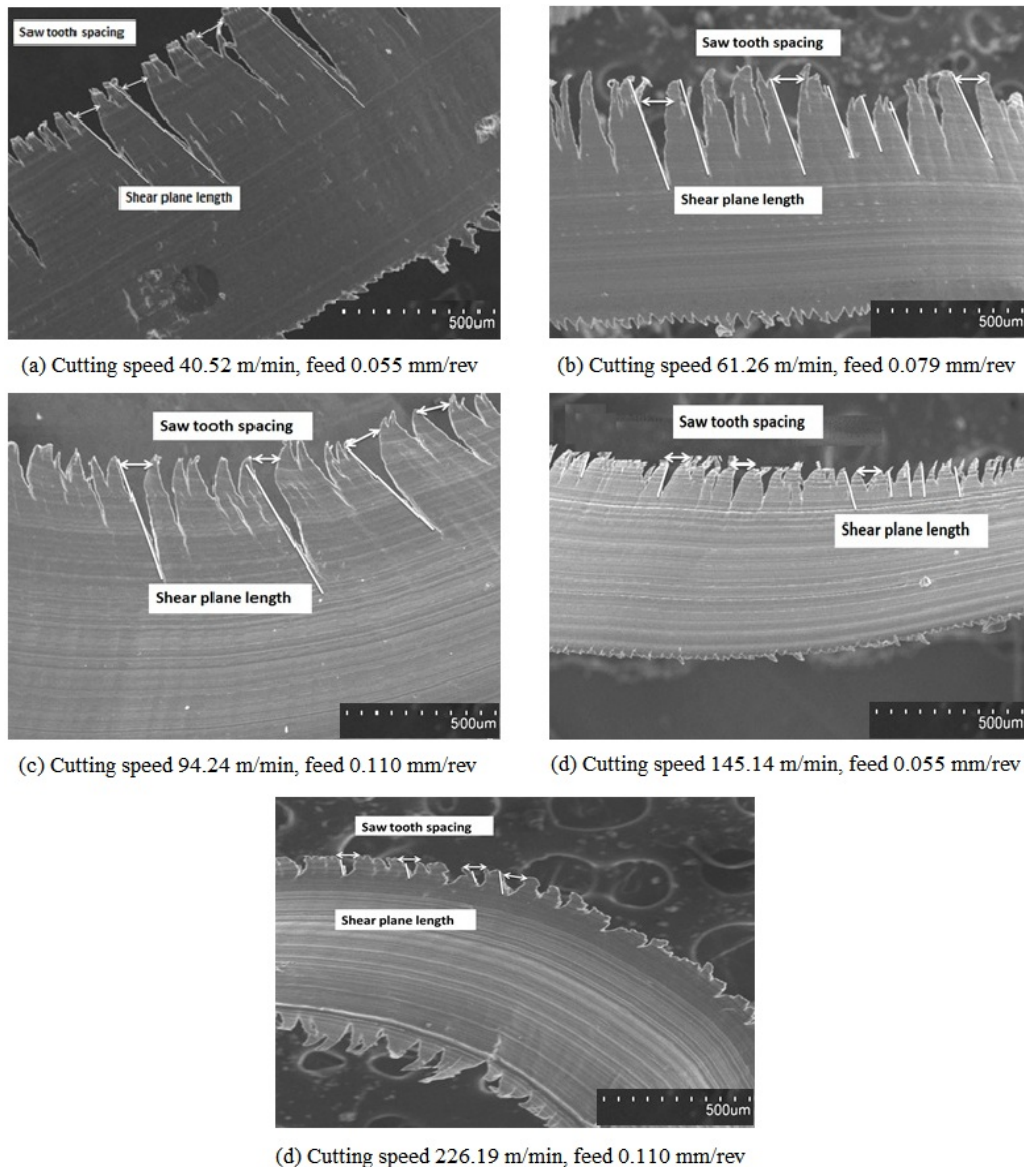 Saw tooth spacing
Shear plane length
500um
(a) Cutting speed 40.52 m/min, feed 0.055 mm/rev
Saw tooth spacing
Shear plane length
500um
(b) Cutting speed 61.26 m/min, feed 0.079 mm/rev
Saw tooth spacing
Shear plane length
500um
(c) Cutting speed 94.24 m/min, feed 0.110 mm/rev
Saw tooth spacing
Shear plane length
500um
(d) Cutting speed 145.14 m/min, feed 0.055 mm/rev
Saw tooth spacing
Shear plane length
500um
(d) Cutting speed 226.19 m/min, feed 0.110 mm/rev